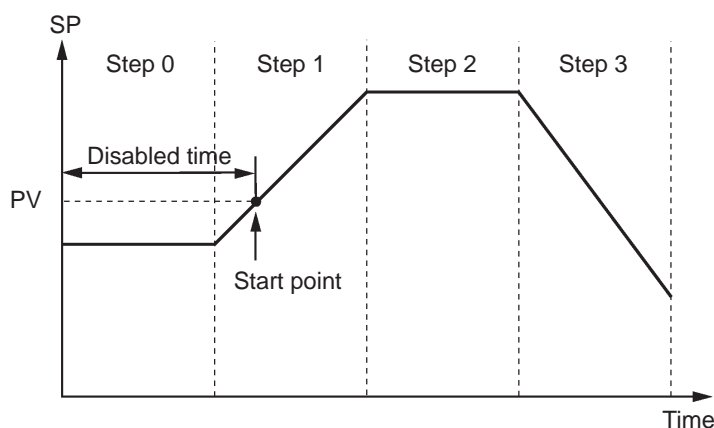 SP
Step 0 Step 1 Step 2 Step 3
Disabled time
PV
Start point
Time